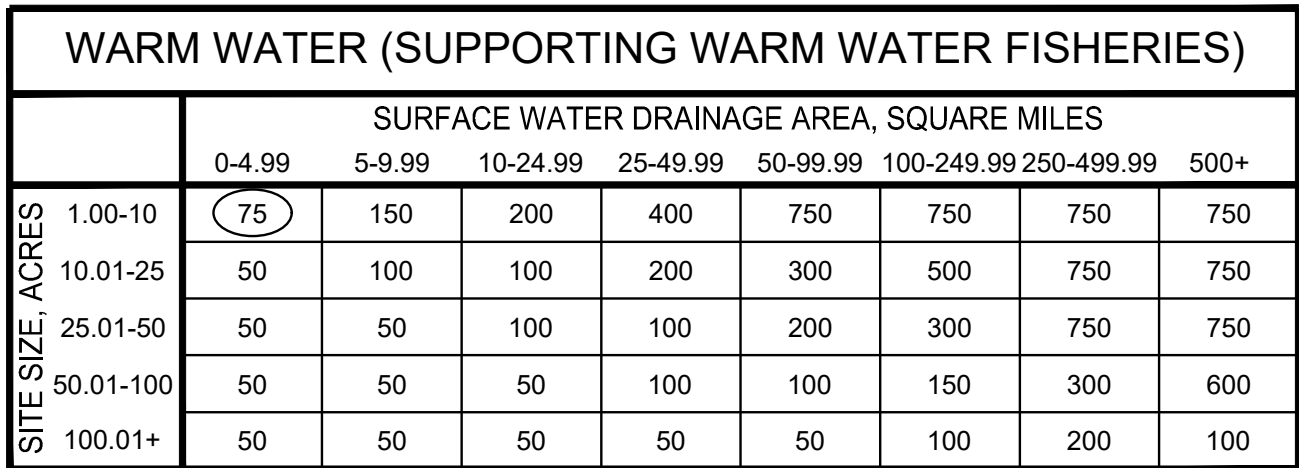 WARM WATER (SUPPORTING WARM WATER FISHERIES)
SURFACE WATER DRAINAGE AREA, SQUARE MILES
0-4.99 5-9.99 10-24.99 25-49.99 50-99.99 100-249.99 250-499.99 500+
SITE SIZE, ACRES
1.00-10 75 150 200 400 750 750 750 750
10.01-25 50 100 100 200 300 500 750 750
25.01-50 50 50 100 100 200 300 750 750
50.01-100 50 50 50 100 100 150 300 600
100.01+ 50 50 50 50 50 100 200 100